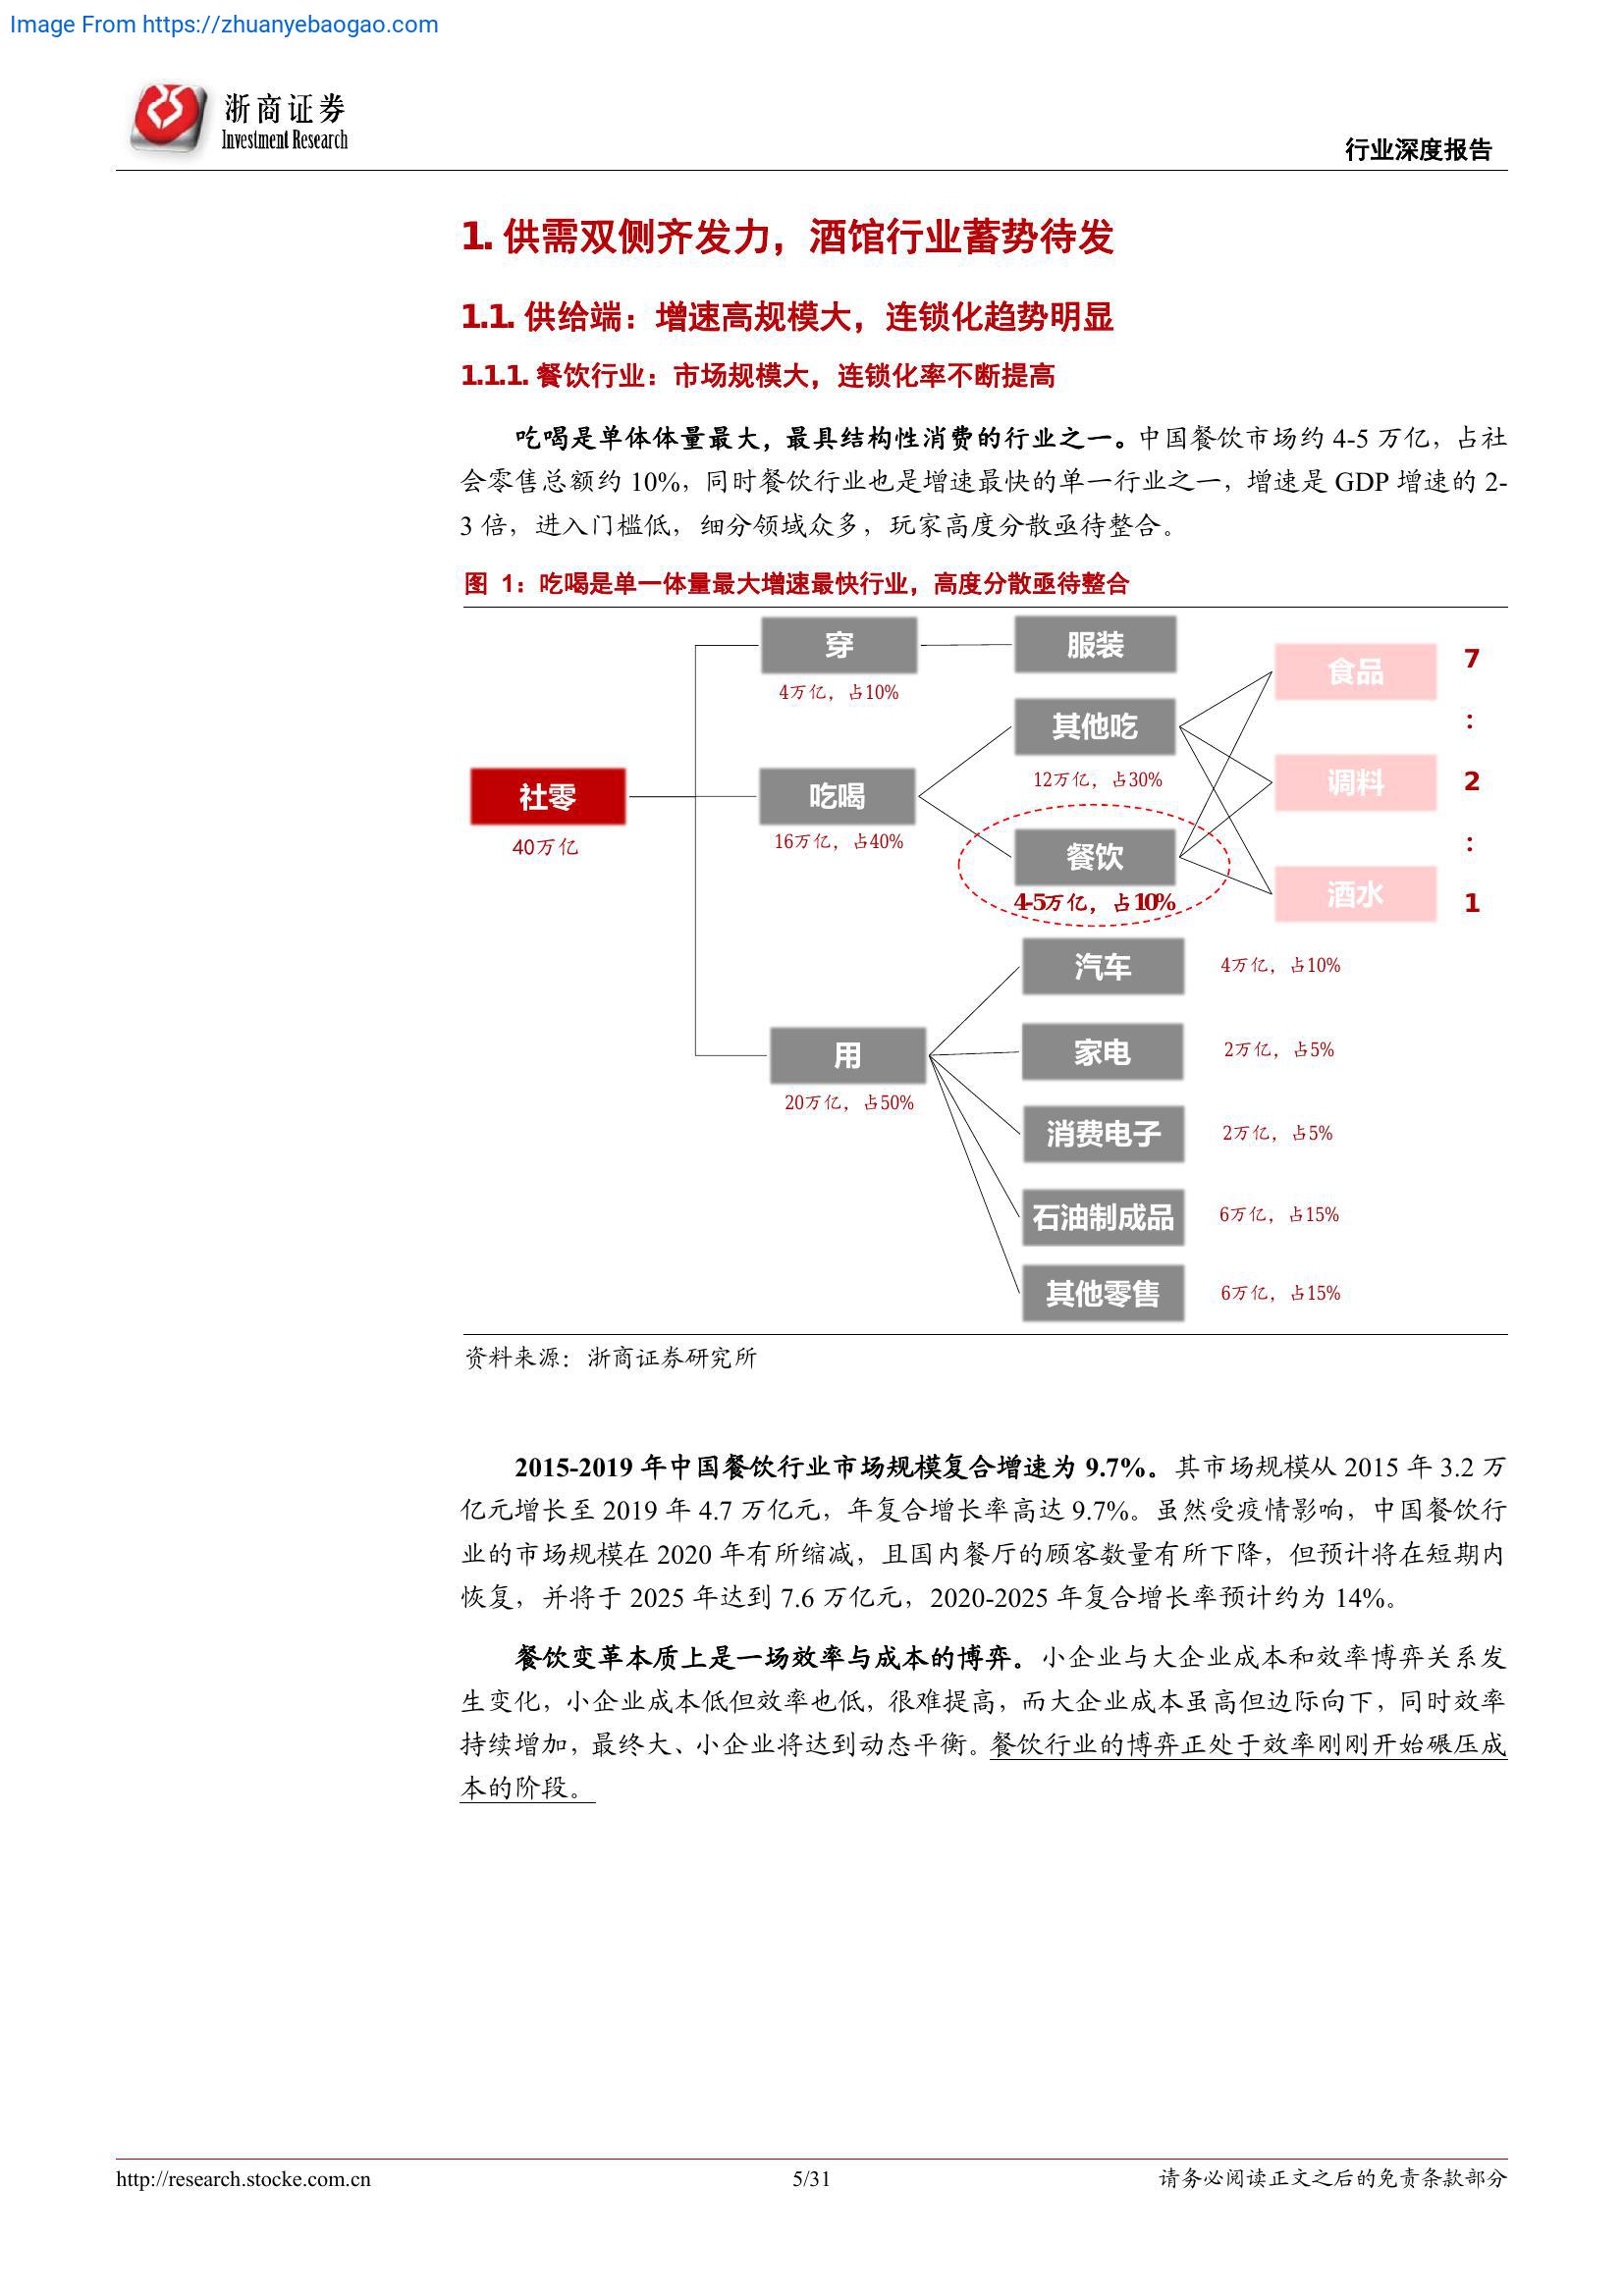 Image From https://zhuanyebaogao.com
浙商证券
Investment Research
行业深度报告
1. 供需双侧齐发力，酒馆行业蓄势待发
1.1. 供给端：增速高规模大，连锁化趋势明显
1.1.1. 餐饮行业：市场规模大，连锁化率不断提高
吃喝是单体体量最大，最具结构性消费的行业之一。中国餐饮市场约 4-5 万亿，占社
会零售总额约 10%，同时餐饮行业也是增速最快的单一行业之一，增速是 GDP 增速的 2-
3 倍，进入门槛低，细分领域众多，玩家高度分散亟待整合。
图 1：吃喝是单一体量最大增速最快行业，高度分散亟待整合
社零
40万亿
穿
4万亿，占10%
服装
吃喝
16万亿，占40%
其他吃
12万亿，占30%
餐饮
4-5万亿，占10%
食品
7
：
调料
2
：
酒水
1
用
20万亿，占50%
汽车
4万亿，占10%
家电
2万亿，占5%
消费电子
2万亿，占5%
石油制成品
6万亿，占15%
其他零售
6万亿，占15%
资料来源：浙商证券研究所
2015-2019 年中国餐饮行业市场规模复合增速为 9.7%。其市场规模从 2015 年 3.2 万
亿元增长至 2019 年 4.7 万亿元，年复合增长率高达 9.7%。虽然受疫情影响，中国餐饮行
业的市场规模在 2020 年有所缩减，且国内餐厅的顾客数量有所下降，但预计将在短期内
恢复，并将于 2025 年达到 7.6 万亿元，2020-2025 年复合增长率预计约为 14%。
餐饮变革本质上是一场效率与成本的博弈。小企业与大企业成本和效率博弈关系发
生变化，小企业成本低但效率也低，很难提高，而大企业成本虽高但边际向下，同时效率
持续增加，最终大、小企业将达到动态平衡。餐饮行业的博弈正处于效率刚刚开始碾压成
本的阶段。
http://research.stocke.com.cn
5/31
请务必阅读正文之后的免责条款部分